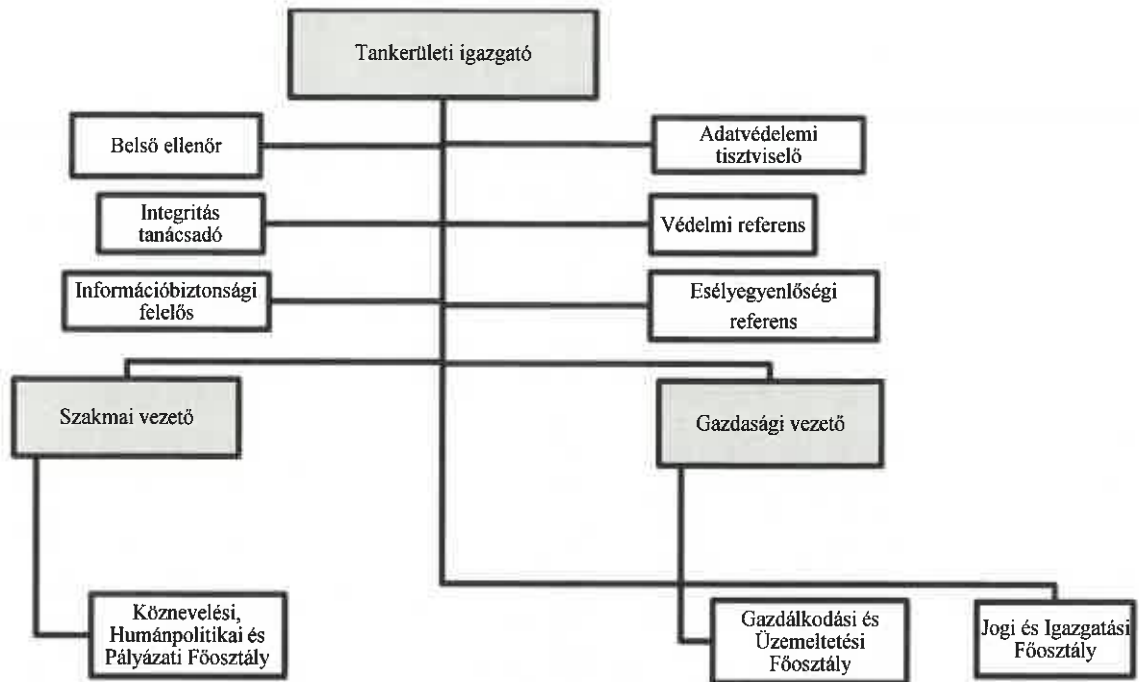 Tankerületi igazgató
Belső ellenőr
Adatvédelemi
tisztviselő
Integritás
tanácsadó
Védelmi referens
Információbiztonsági
felelős
Esélyegyenlőségi
referens
Szakmai vezető
Gazdasági vezető
Köznevelési,
Humánpolitikai és
Pályázati Főosztály
Gazdálkodási és
Üzemeltetési
Főosztály
Jogi és Igazgatási
Főosztály